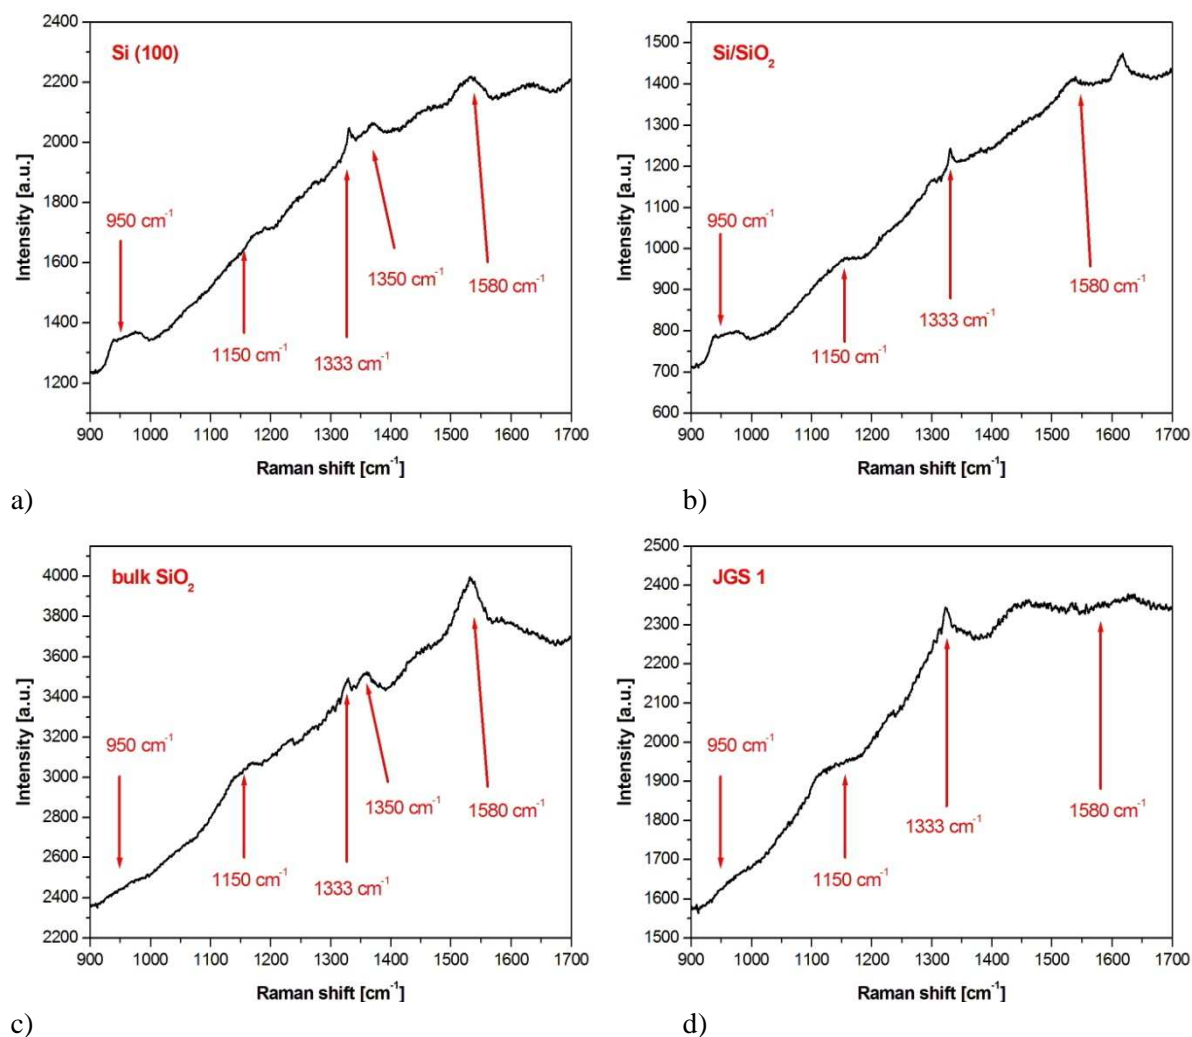 Si (100)
2400
2200
2000
1800
1600
1400
1200
Intensity [a.u.]
950 cm⁻¹
1150 cm⁻¹
1333 cm⁻¹
1350 cm⁻¹
1580 cm⁻¹
900 1000 1100 1200 1300 1400 1500 1600 1700
Raman shift [cm⁻¹]
a)
Si/SiO₂
1500
1400
1300
1200
1100
1000
900
800
700
600
Intensity [a.u.]
950 cm⁻¹
1150 cm⁻¹
1333 cm⁻¹
1580 cm⁻¹
900 1000 1100 1200 1300 1400 1500 1600 1700
Raman shift [cm⁻¹]
b)
bulk SiO₂
4000
3800
3600
3400
3200
3000
2800
2600
2400
2200
Intensity [a.u.]
950 cm⁻¹
1150 cm⁻¹
1333 cm⁻¹
1350 cm⁻¹
1580 cm⁻¹
900 1000 1100 1200 1300 1400 1500 1600 1700
Raman shift [cm⁻¹]
c)
JGS 1
2500
2400
2300
2200
2100
2000
1900
1800
1700
1600
1500
Intensity [a.u.]
950 cm⁻¹
1150 cm⁻¹
1333 cm⁻¹
1580 cm⁻¹
900 1000 1100 1200 1300 1400 1500 1600 1700
Raman shift [cm⁻¹]
d)